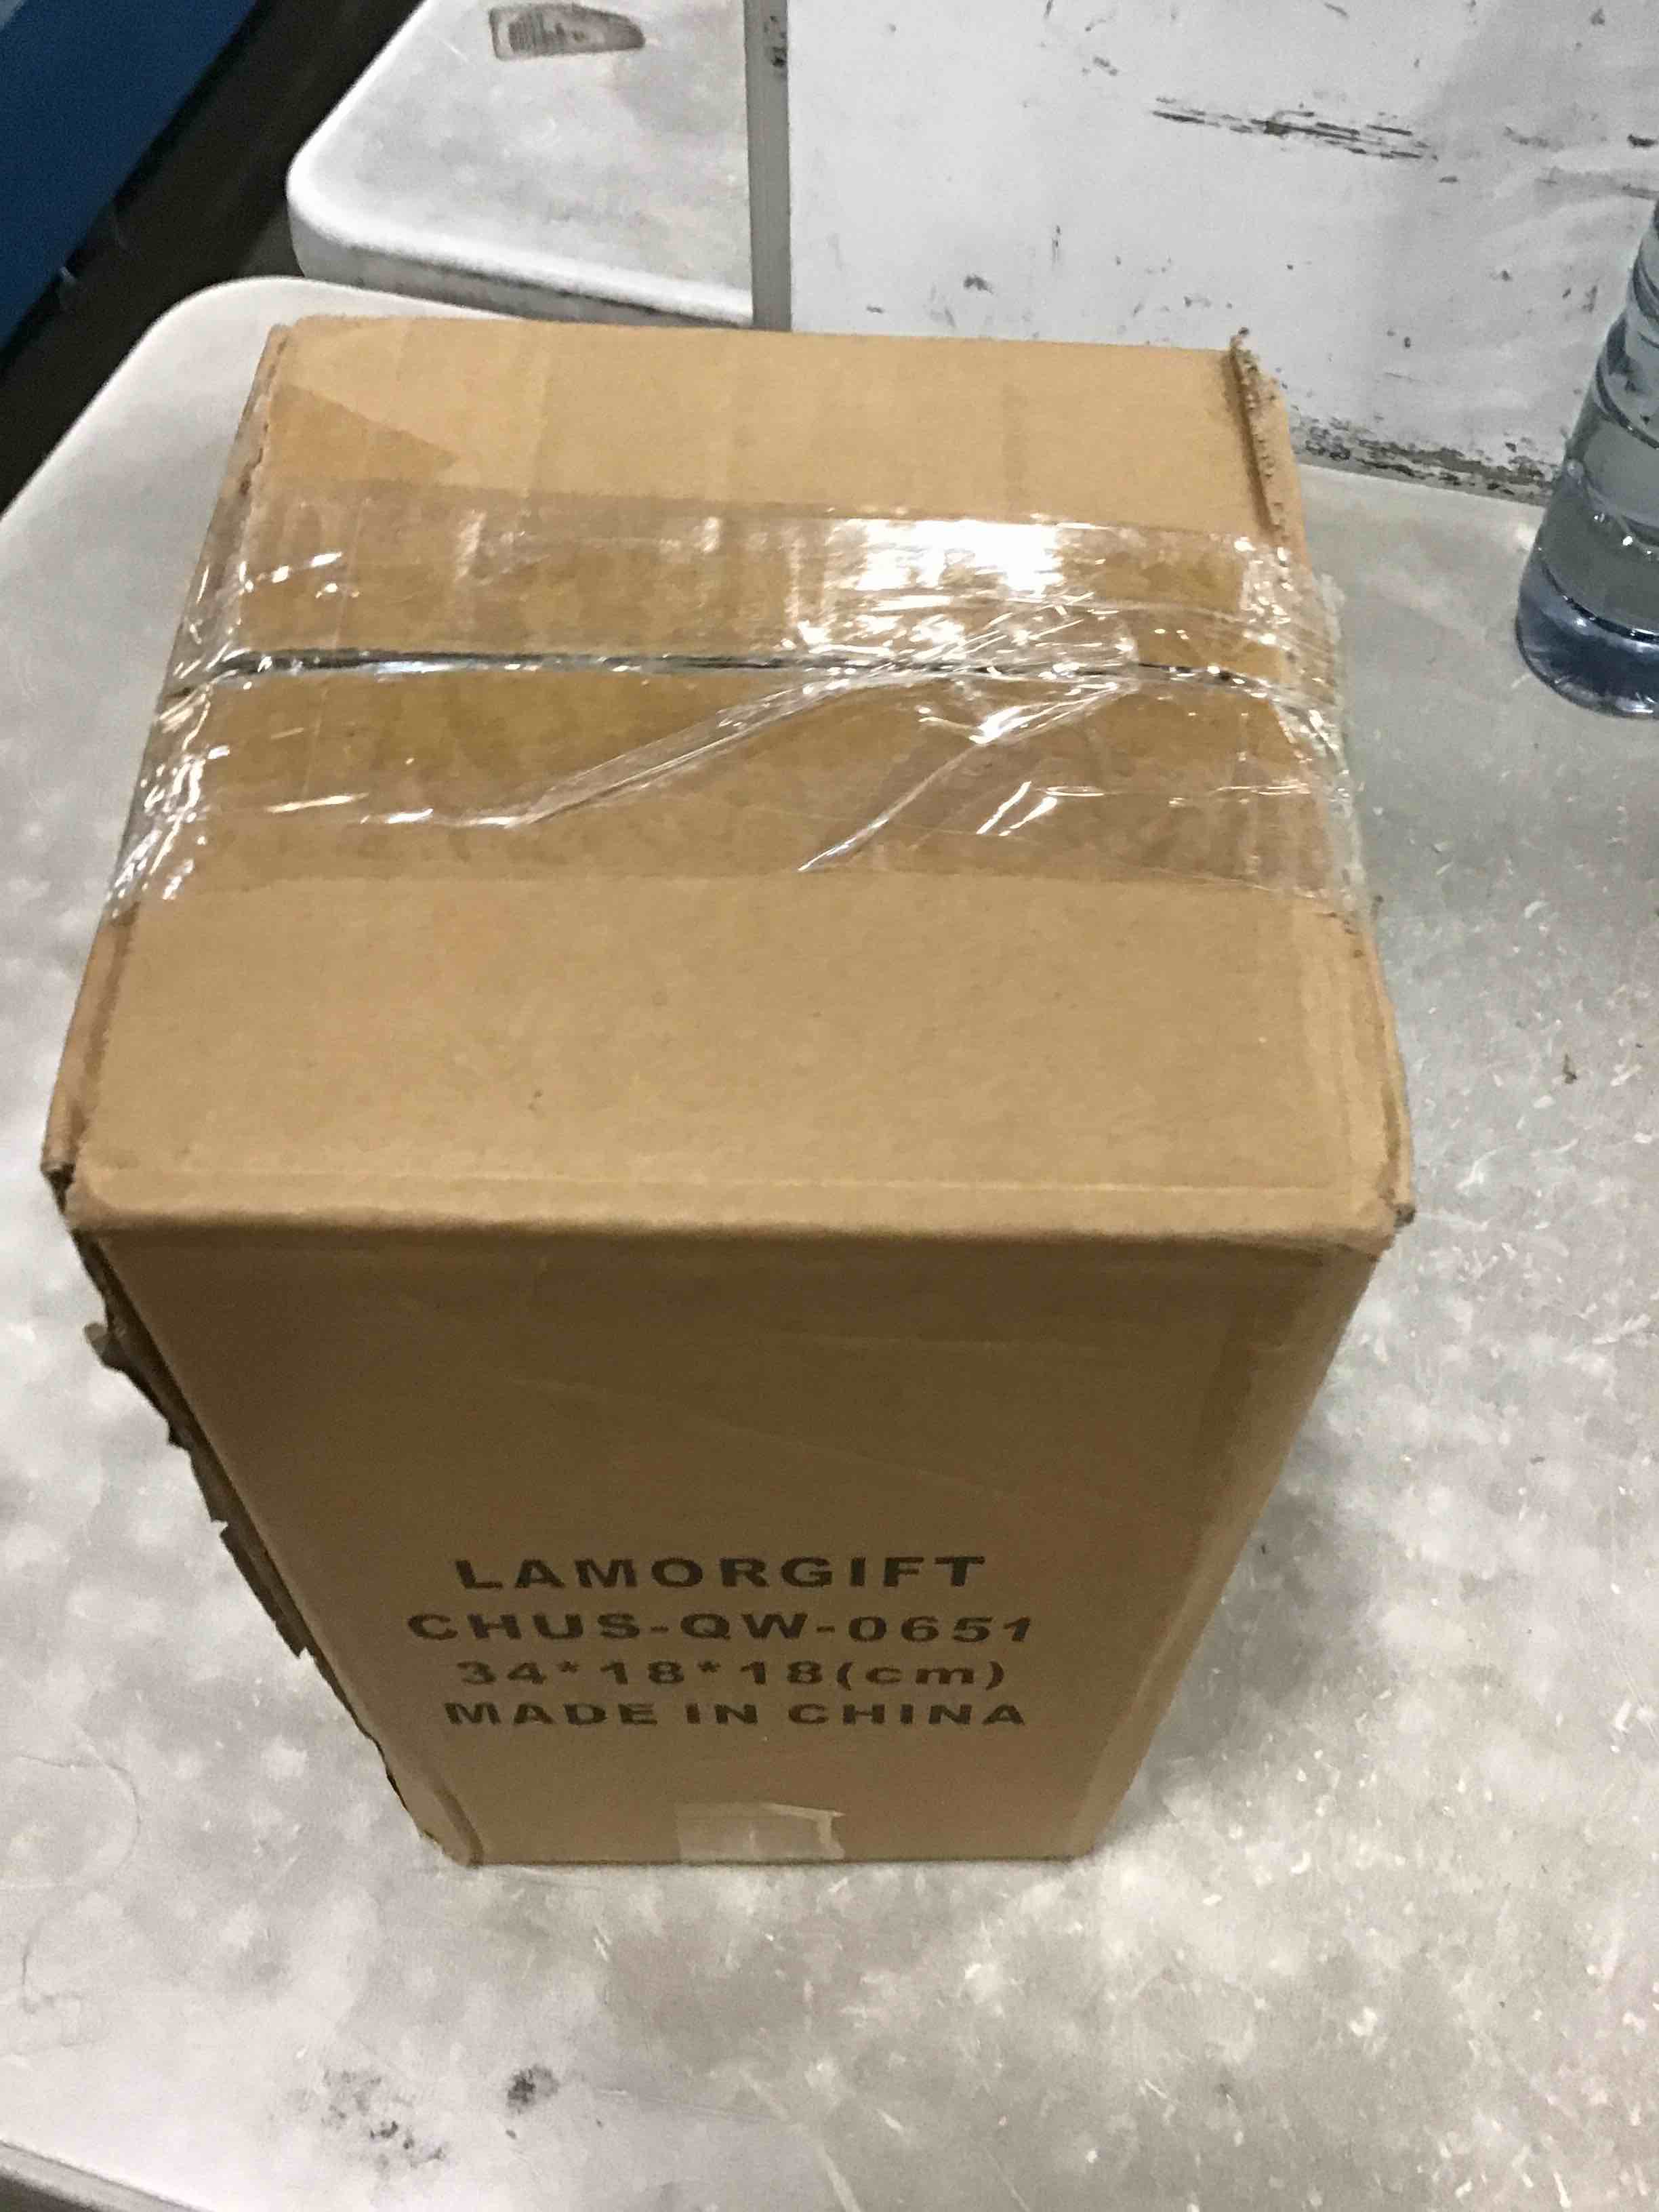 LAMORGIFT
CHUS-QW-0651
34*18*18(cm)
MADE IN CHINA